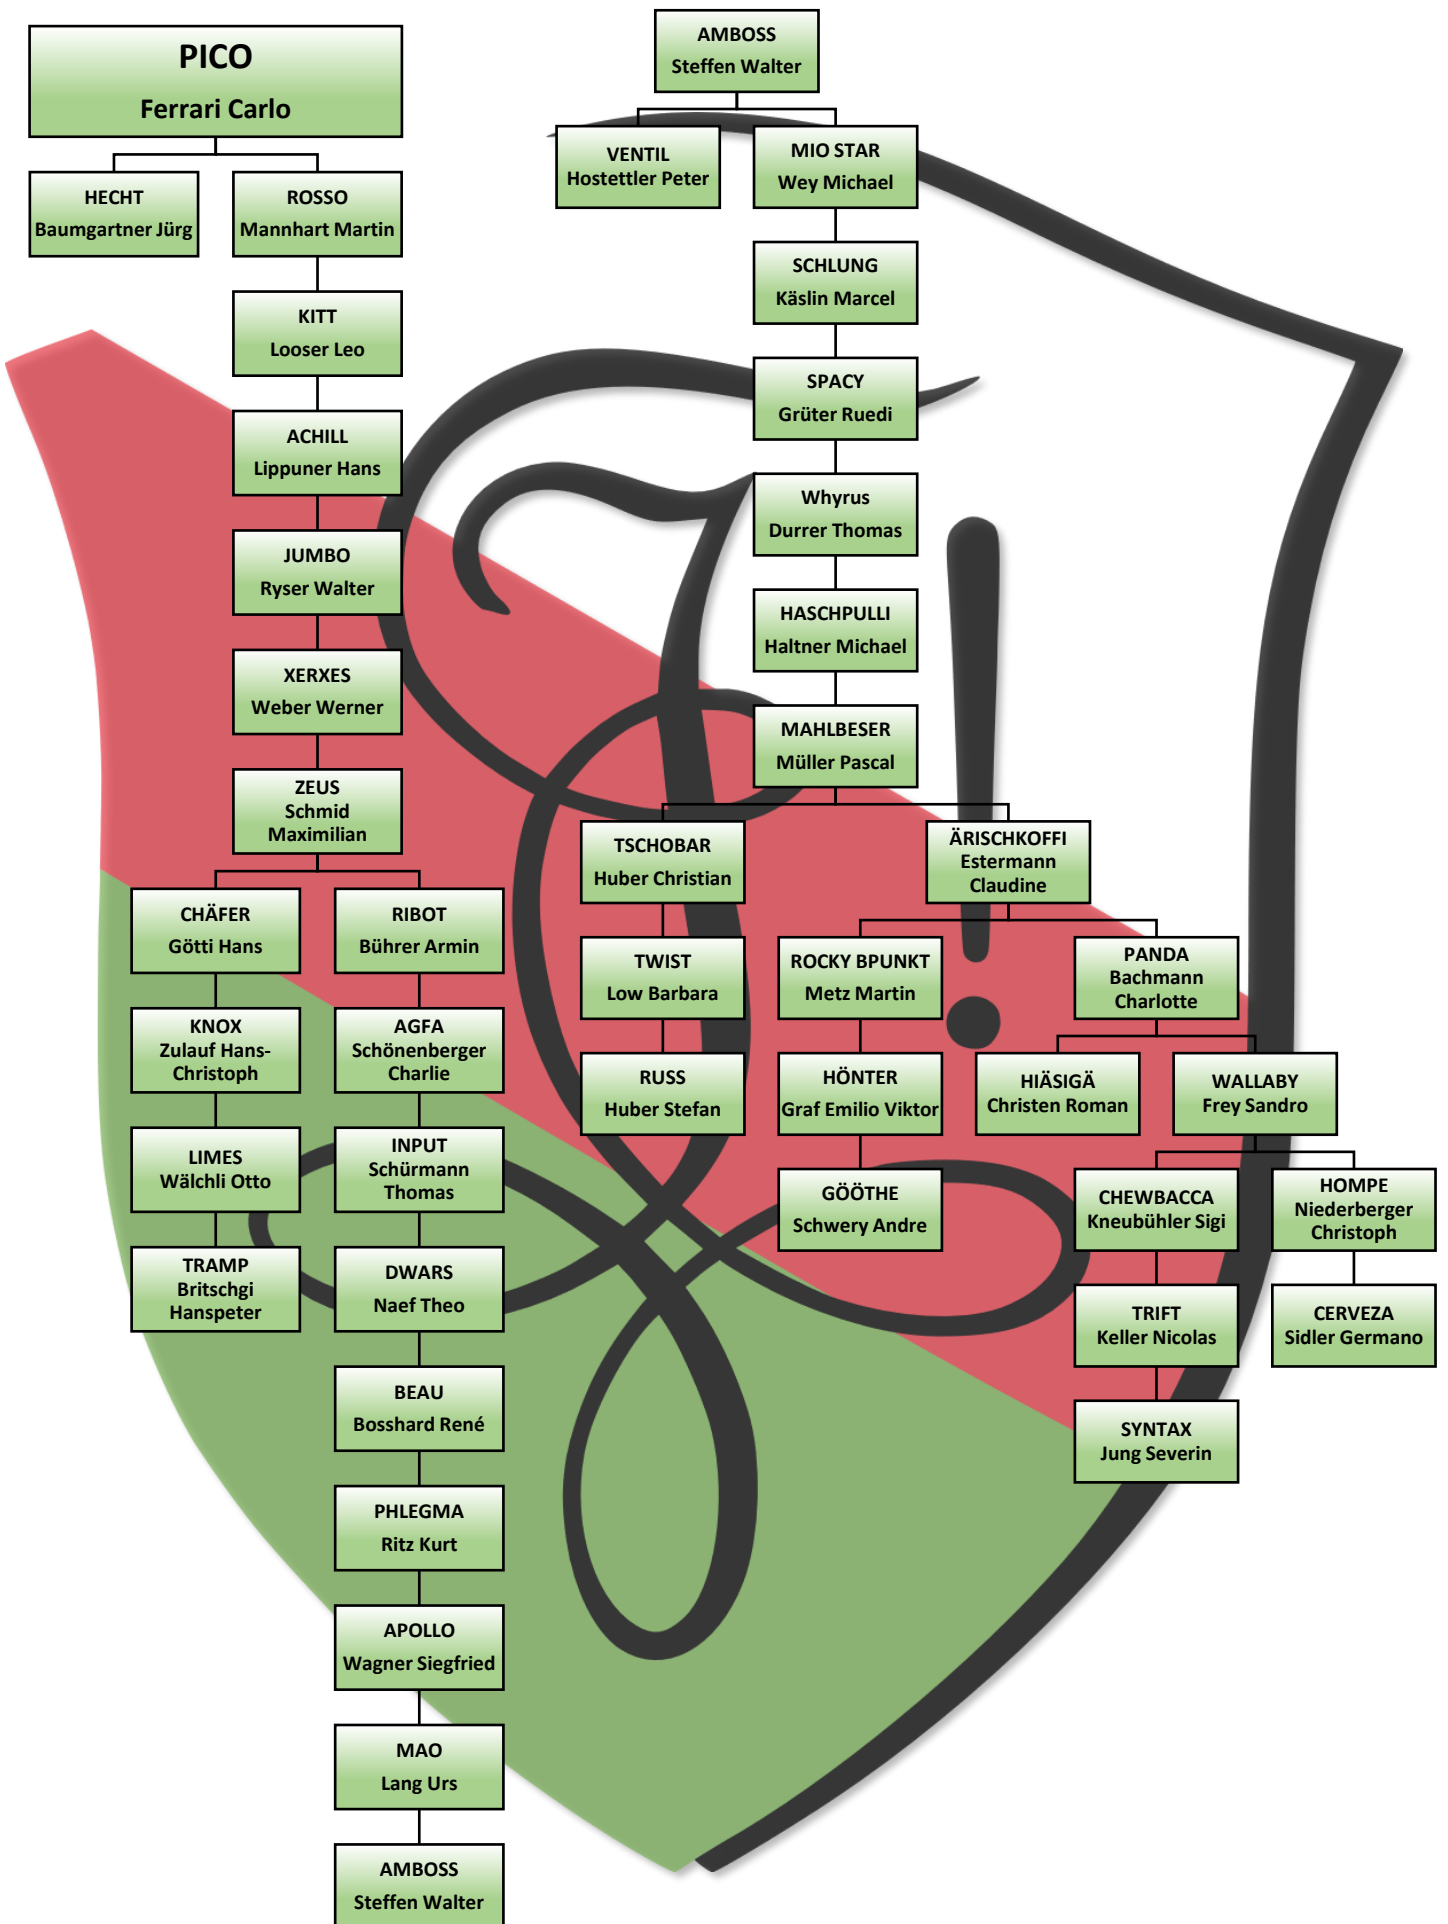 PICO
Ferrari Carlo
HECHT
Baumgartner Jürg
ROSSO
Mannhart Martin
KITT
Looser Leo
ACHILL
Lippuner Hans
JUMBO
Ryser Walter
XERXES
Weber Werner
ZEUS
Schmid
Maximilian
CHÄFER
Götti Hans
KNOX
Zulauf Hans-
Christoph
LIMES
Wälchli Otto
TRAMP
Britschgi
Hanspeter
RIBOT
Bührer Armin
AGFA
Schönenberger
Charlie
INPUT
Schürmann
Thomas
DWARS
Naef Theo
BEAU
Bosshard René
PHLEGMA
Ritz Kurt
APOLLO
Wagner Siegfried
MAO
Lang Urs
AMBOSS
Steffen Walter
AMBOSS
Steffen Walter
VENTIL
Hostettler Peter
MIO STAR
Wey Michael
SCHLUNG
Käslin Marcel
SPACY
Grüter Ruedi
Whyrus
Durrer Thomas
HASCHPULLI
Haltner Michael
MAHLBESER
Müller Pascal
TSCHOBAR
Huber Christian
TWIST
Low Barbara
RUSS
Huber Stefan
ÄRISCHKOFFI
Estermann
Claudine
ROCKY BPUNKT
Metz Martin
HÖNTER
Graf Emilio Viktor
GÖÖTHE
Schwery Andre
PANDA
Bachmann
Charlotte
HIÄSIGÄ
Christen Roman
WALLABY
Frey Sandro
CHEWBACCA
Kneubühler Sigi
TRIFT
Keller Nicolas
SYNTAX
Jung Severin
HOMPE
Niederberger
Christoph
CERVEZA
Sidler Germano